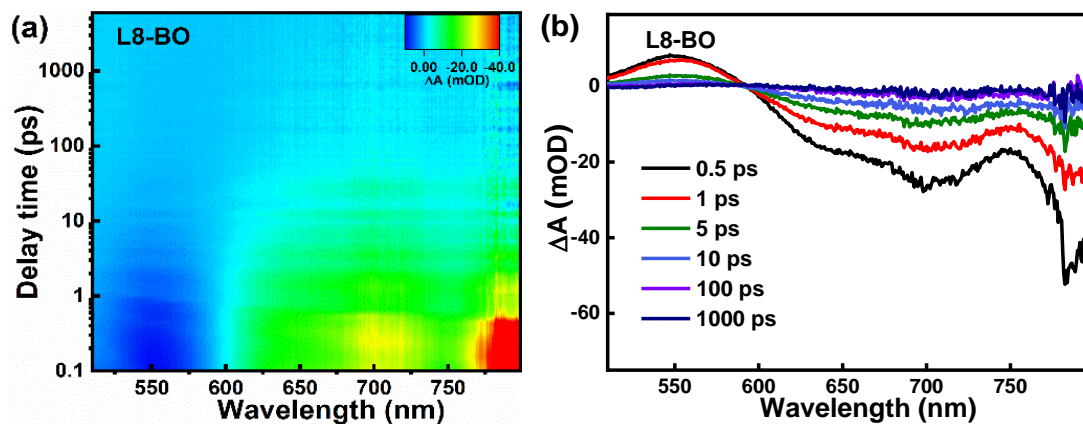 (a)
L8-BO
0.00 -20.0 -40.0
ΔA (mOD)
Delay time (ps)
1000
100
10
1
0.1
550 600 650 700 750
Wavelength (nm)
(b)
L8-BO
ΔA (mOD)
0
-20
-40
-60
0.5 ps
1 ps
5 ps
10 ps
100 ps
1000 ps
550 600 650 700 750
Wavelength (nm)